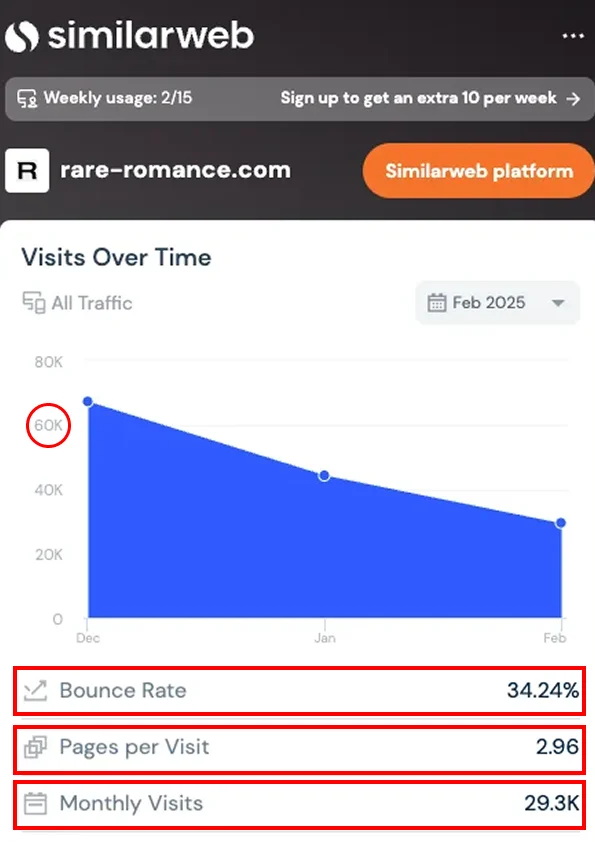 similarweb
...
Weekly usage: 2/15 Sign up to get an extra 10 per week →
R rare-romance.com Similarweb platform
Visits Over Time
All Traffic Feb 2025
80K
60K
40K
20K
0
Dec Jan Feb
Bounce Rate 34.24%
Pages per Visit 2.96
Monthly Visits 29.3K